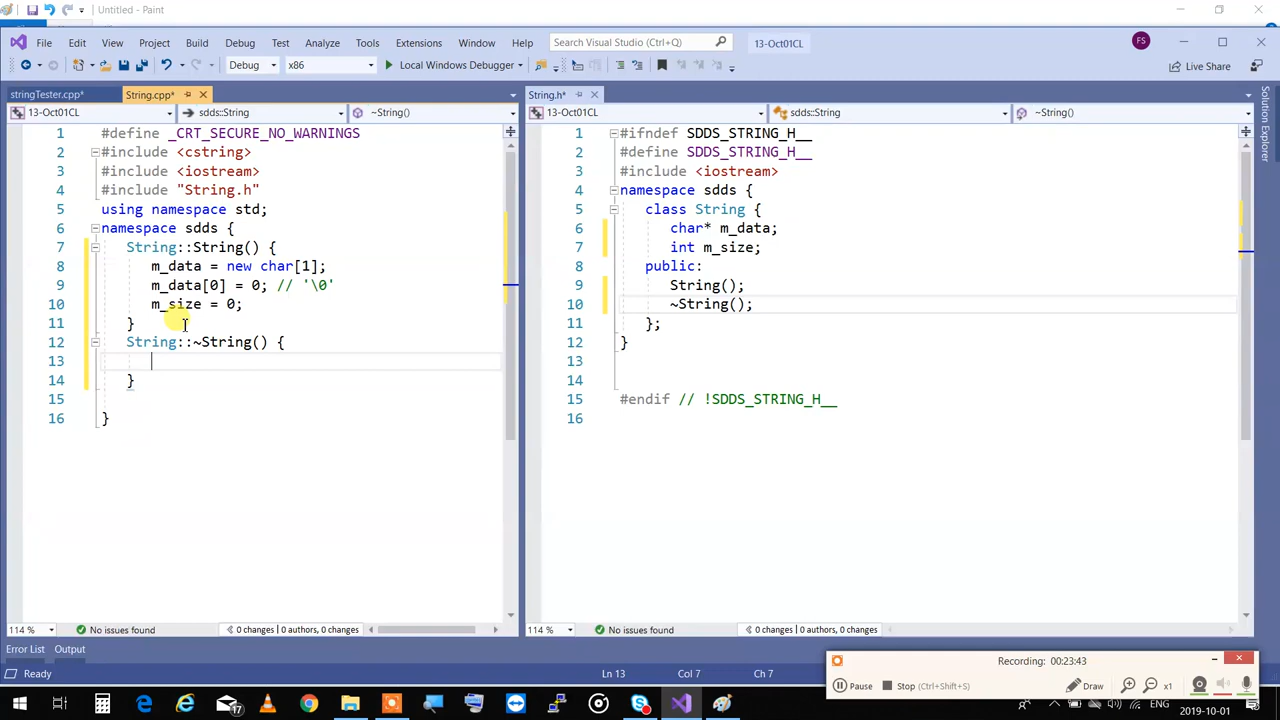 Untitled - Paint
File Edit View Project Build Debug Test Analyze Tools Extensions Window Help Search Visual Studio (Ctrl+Q) 13-Oct01CL FS
Debug x86 Local Windows Debugger Live Share
stringTester.cpp* String.cpp* String.h*
13-Oct01CL sdds::String ~String() 13-Oct01CL sdds::String ~String()
1 #define _CRT_SECURE_NO_WARNINGS
2 #include <cstring>
3 #include <iostream>
4 #include "String.h"
5 using namespace std;
6 namespace sdds {
7 String::String() {
8 m_data = new char[1];
9 m_data[0] = 0; // '\0'
10 m_size = 0;
11 }
12 String::~String() {
13
14 }
15
16 }
1 #ifndef SDDS_STRING_H__
2 #define SDDS_STRING_H__
3 #include <iostream>
4 namespace sdds {
5 class String {
6 char* m_data;
7 int m_size;
8 public:
9 String();
10 ~String();
11 };
12 }
13
14
15 #endif // !SDDS_STRING_H__
16
Solution Explorer
114 % No issues found 0 changes | 0 authors, 0 changes
114 % No issues found 0 changes | 0 authors, 0 changes
Error List Output
Ready Ln 13 Col 7 Ch 7
Recording: 00:23:43
Pause Stop (Ctrl+Shift+S) Draw x1
17 ENG 2019-10-01